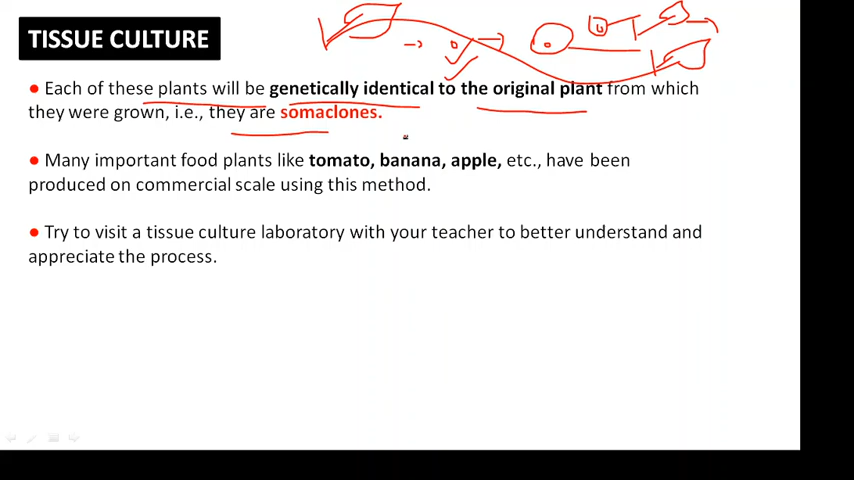 TISSUE CULTURE
● Each of these plants will be genetically identical to the original plant from which
they were grown, i.e., they are somaclones.
● Many important food plants like tomato, banana, apple, etc., have been
produced on commercial scale using this method.
● Try to visit a tissue culture laboratory with your teacher to better understand and
appreciate the process.